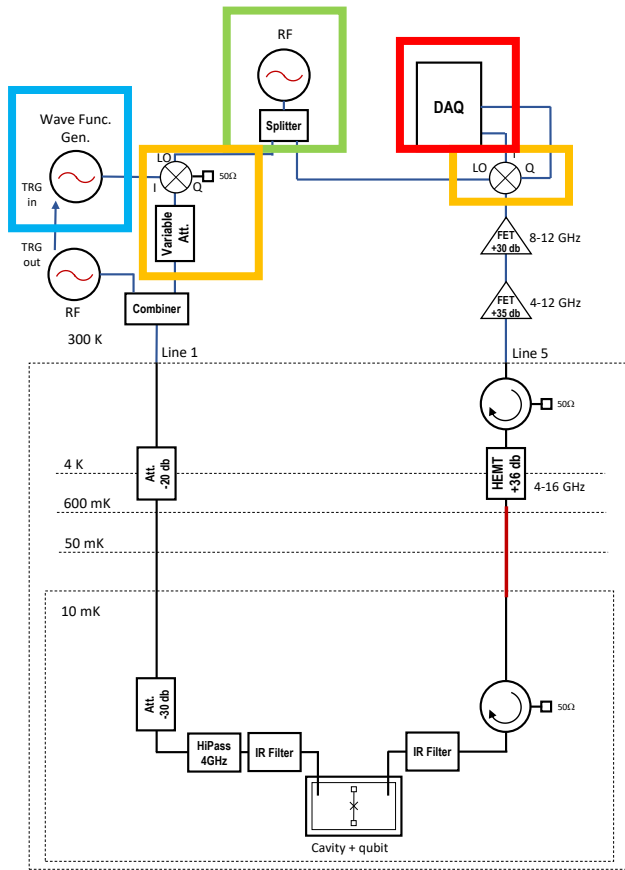 RF
Wave Func.
Gen.
Splitter
DAQ
LO
I
Q
50Ω
LO
I
Q
TRG
in
Variable
Att.
TRG
out
FET
+30 db
8-12 GHz
RF
Combiner
FET
+35 db
4-12 GHz
300 K
Line 1
Line 5
50Ω
4 K
Att.
-20 db
HEMT
+36 db
4-16 GHz
600 mK
50 mK
10 mK
Att.
-30 db
50Ω
HiPass
4GHz
IR Filter
IR Filter
Cavity + qubit